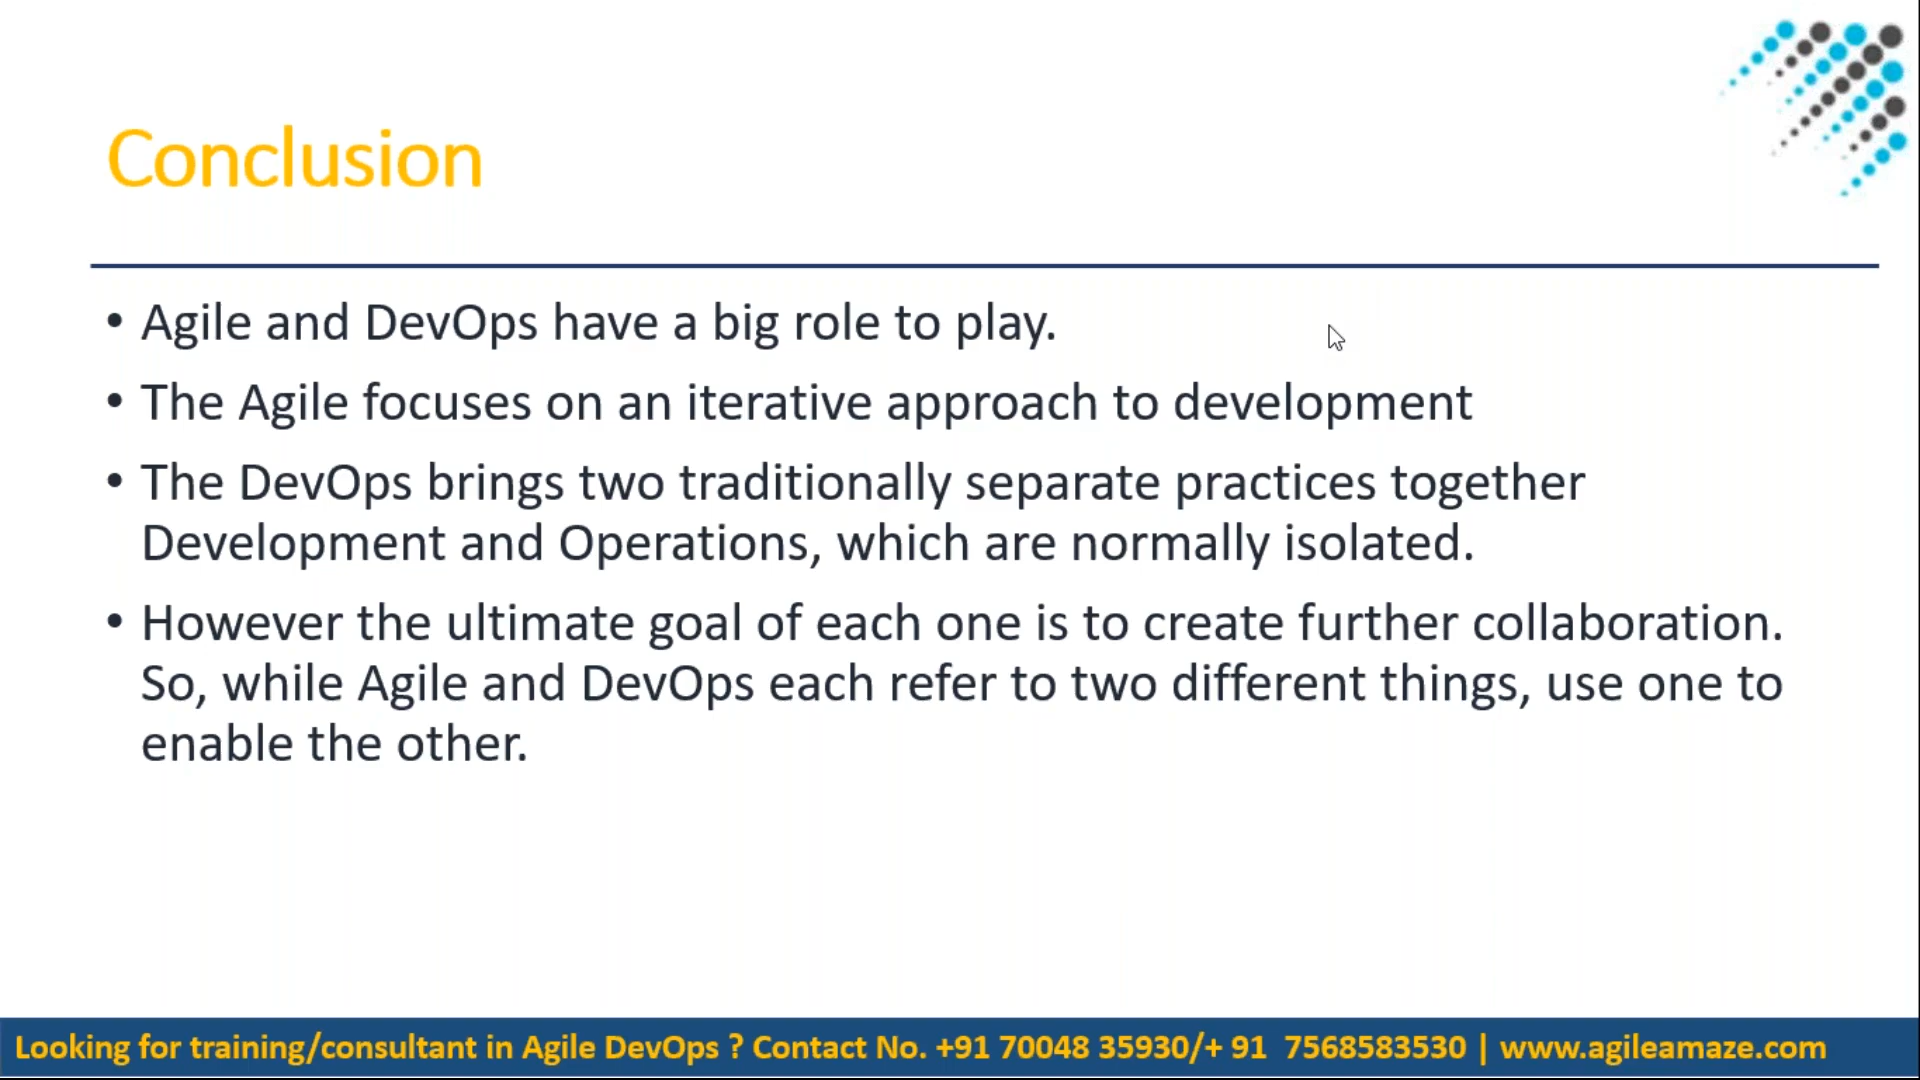 Conclusion
• Agile and DevOps have a big role to play.
• The Agile focuses on an iterative approach to development
• The DevOps brings two traditionally separate practices together
Development and Operations, which are normally isolated.
• However the ultimate goal of each one is to create further collaboration.
So, while Agile and DevOps each refer to two different things, use one to
enable the other.
Looking for training/consultant in Agile DevOps ? Contact No. +91 70048 35930/+ 91  7568583530 | www.agileamaze.com